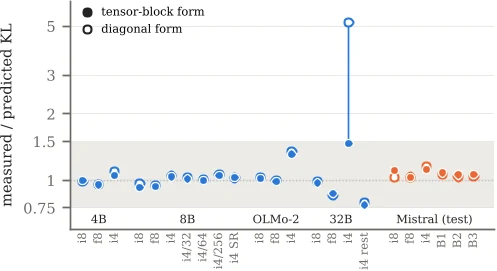 tensor-block form
diagonal form
measured / predicted KL
5
3
2
1.5
1
0.75
4B
8B
OLMo-2
32B
Mistral (test)
i8
f8
i4
i8
f8
i4
i4/32
i4/64
i4/256
i4 SR
i8
f8
i4
i8
f8
i4
i4 rest
i8
f8
i4
B1
B2
B3